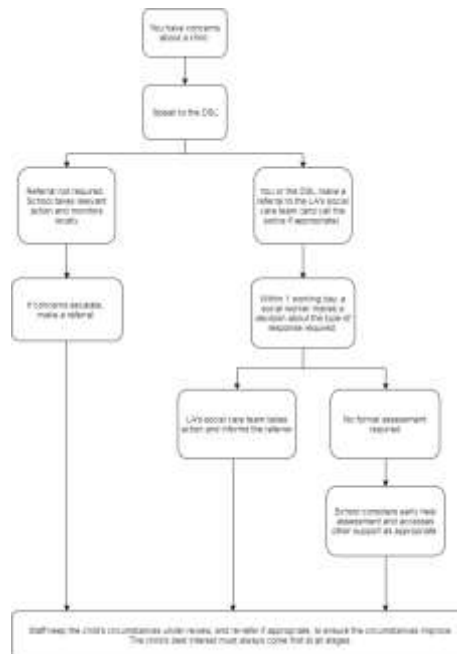 You have concerns
about a child
Speak to the DSL
Referral not required.
School takes relevant
action and monitors
locally
You or the DSL make a
referral to the LA's social
care team (and call the
police if appropriate)
If concerns escalate,
make a referral
Within 1 working day, a
social worker makes a
decision about the type of
response required
LA's social care team takes
action and informs the referrer
No formal assessment
required
School considers early help
assessment and accesses
other support as appropriate
Staff keep the child's circumstances under review, and re-refer if appropriate, to ensure the circumstances improve.
The child's best interest must always come first at all stages